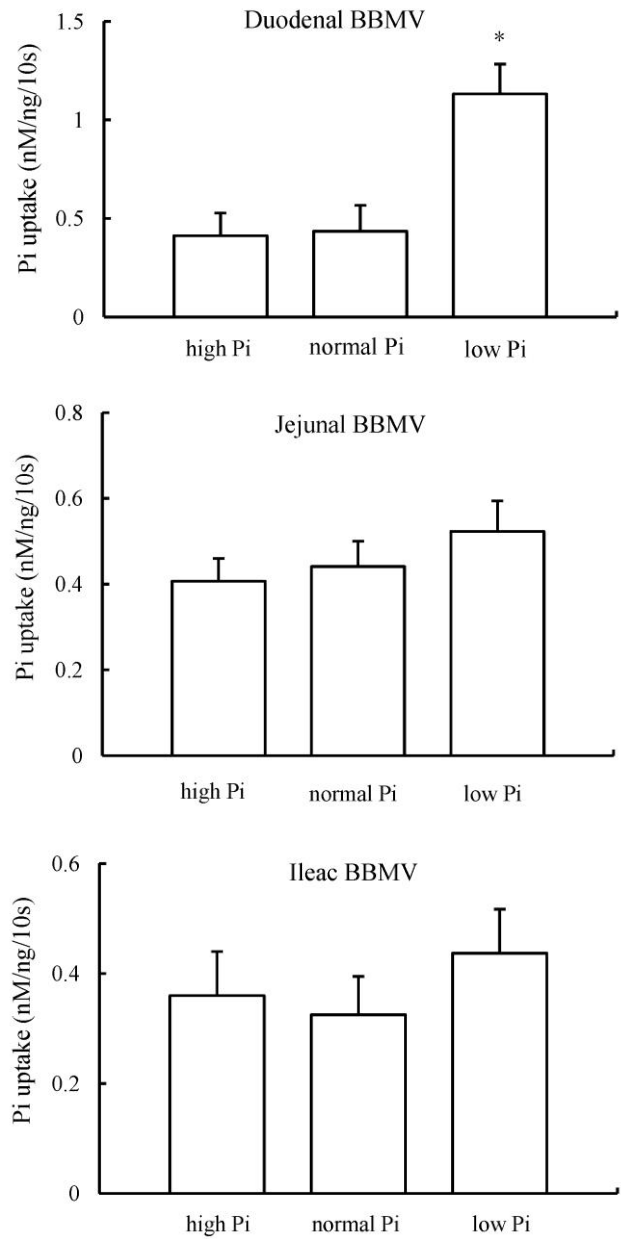 Duodenal BBMV
Pi uptake (nM/ng/10s)
1.5
*
1
0.5
0
high Pi normal Pi low Pi
Jejunal BBMV
Pi uptake (nM/ng/10s)
0.8
0.6
0.4
0.2
0
high Pi normal Pi low Pi
Ileac BBMV
Pi uptake (nM/ng/10s)
0.6
0.4
0.2
0
high Pi normal Pi low Pi